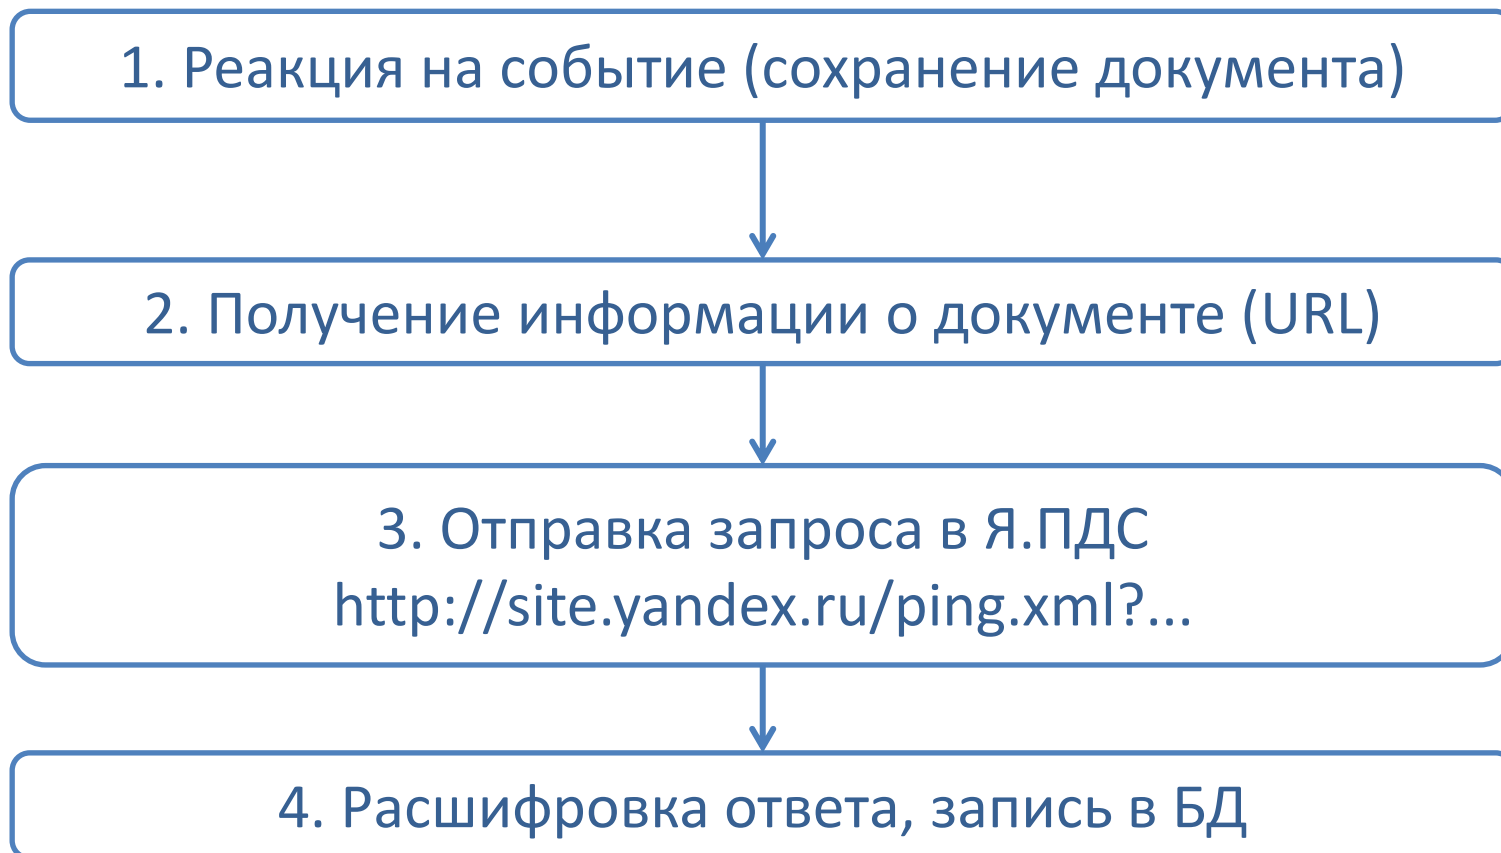 1. Реакция на событие (сохранение документа)
2. Получение информации о документе (URL)
3. Отправка запроса в Я.ПДС
http://site.yandex.ru/ping.xml?...
4. Расшифровка ответа, запись в БД